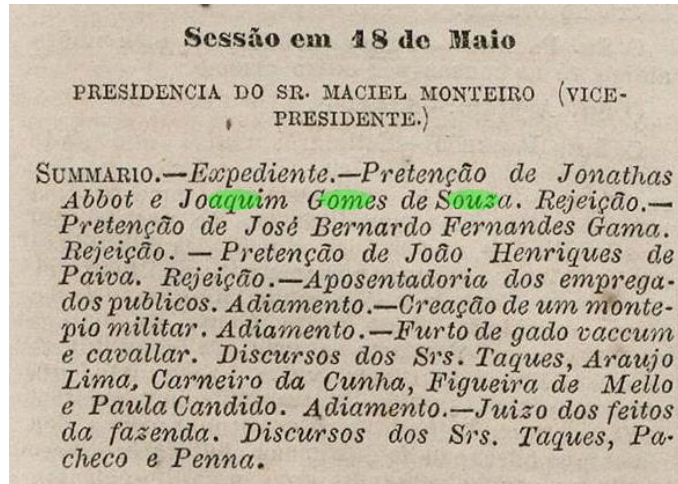 Sessão em 18 de Maio
PRESIDENCIA DO SR. MACIEL MONTEIRO (VICE-
PRESIDENTE.)
SUMMARIO.—Expediente.—Pretenção de Jonathas
Abbot e Joaquim Gomes de Souza. Rejeição.—
Pretenção de José Bernardo Fernandes Gama.
Rejeição. — Pretenção de João Henriques de
Paiva. Rejeição.—Aposentadoria dos emprega-
dos publicos. Adiamento.—Creação de um monte-
pio militar. Adiamento.—Furto de gado vaccum
e cavallar. Discursos dos Srs. Taques, Araujo
Lima, Carneiro da Cunha, Figueira de Mello
e Paula Candido. Adiamento.—Juizo dos feitos
da fazenda. Discursos dos Srs. Taques, Pa-
checo e Penna.